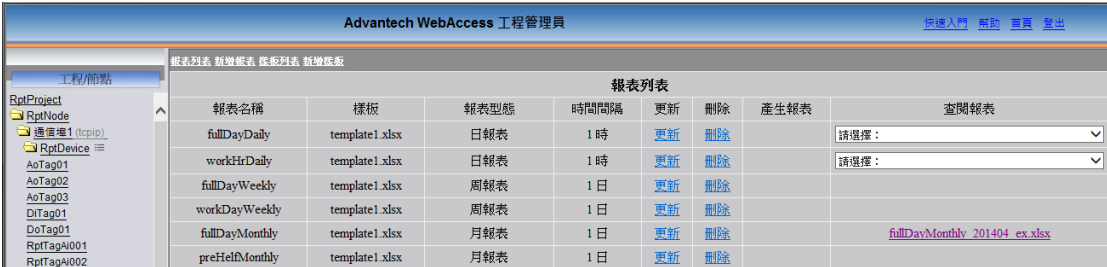 Advantech WebAccess 工程管理員
快速入門 幫助 首頁 登出
報表列表 新增報表 樣板列表 新增樣板
工程/節點
RptProject
RptNode
通信埠1 (tcpip)
RptDevice
AoTag01
AoTag02
AoTag03
DiTag01
DoTag01
RptTagAi001
RptTagAi002
報表列表
報表名稱 樣板 報表型態 時間間隔 更新 刪除 產生報表 查閱報表
fullDayDaily template1.xlsx 日報表 1 時 更新 刪除 請選擇：
workHrDaily template1.xlsx 日報表 1 時 更新 刪除 請選擇：
fullDayWeekly template1.xlsx 周報表 1 日 更新 刪除
workDayWeekly template1.xlsx 周報表 1 日 更新 刪除
fullDayMonthly template1.xlsx 月報表 1 日 更新 刪除 fullDayMonthly_201404_ex.xlsx
preHelfMonthly template1.xlsx 月報表 1 日 更新 刪除